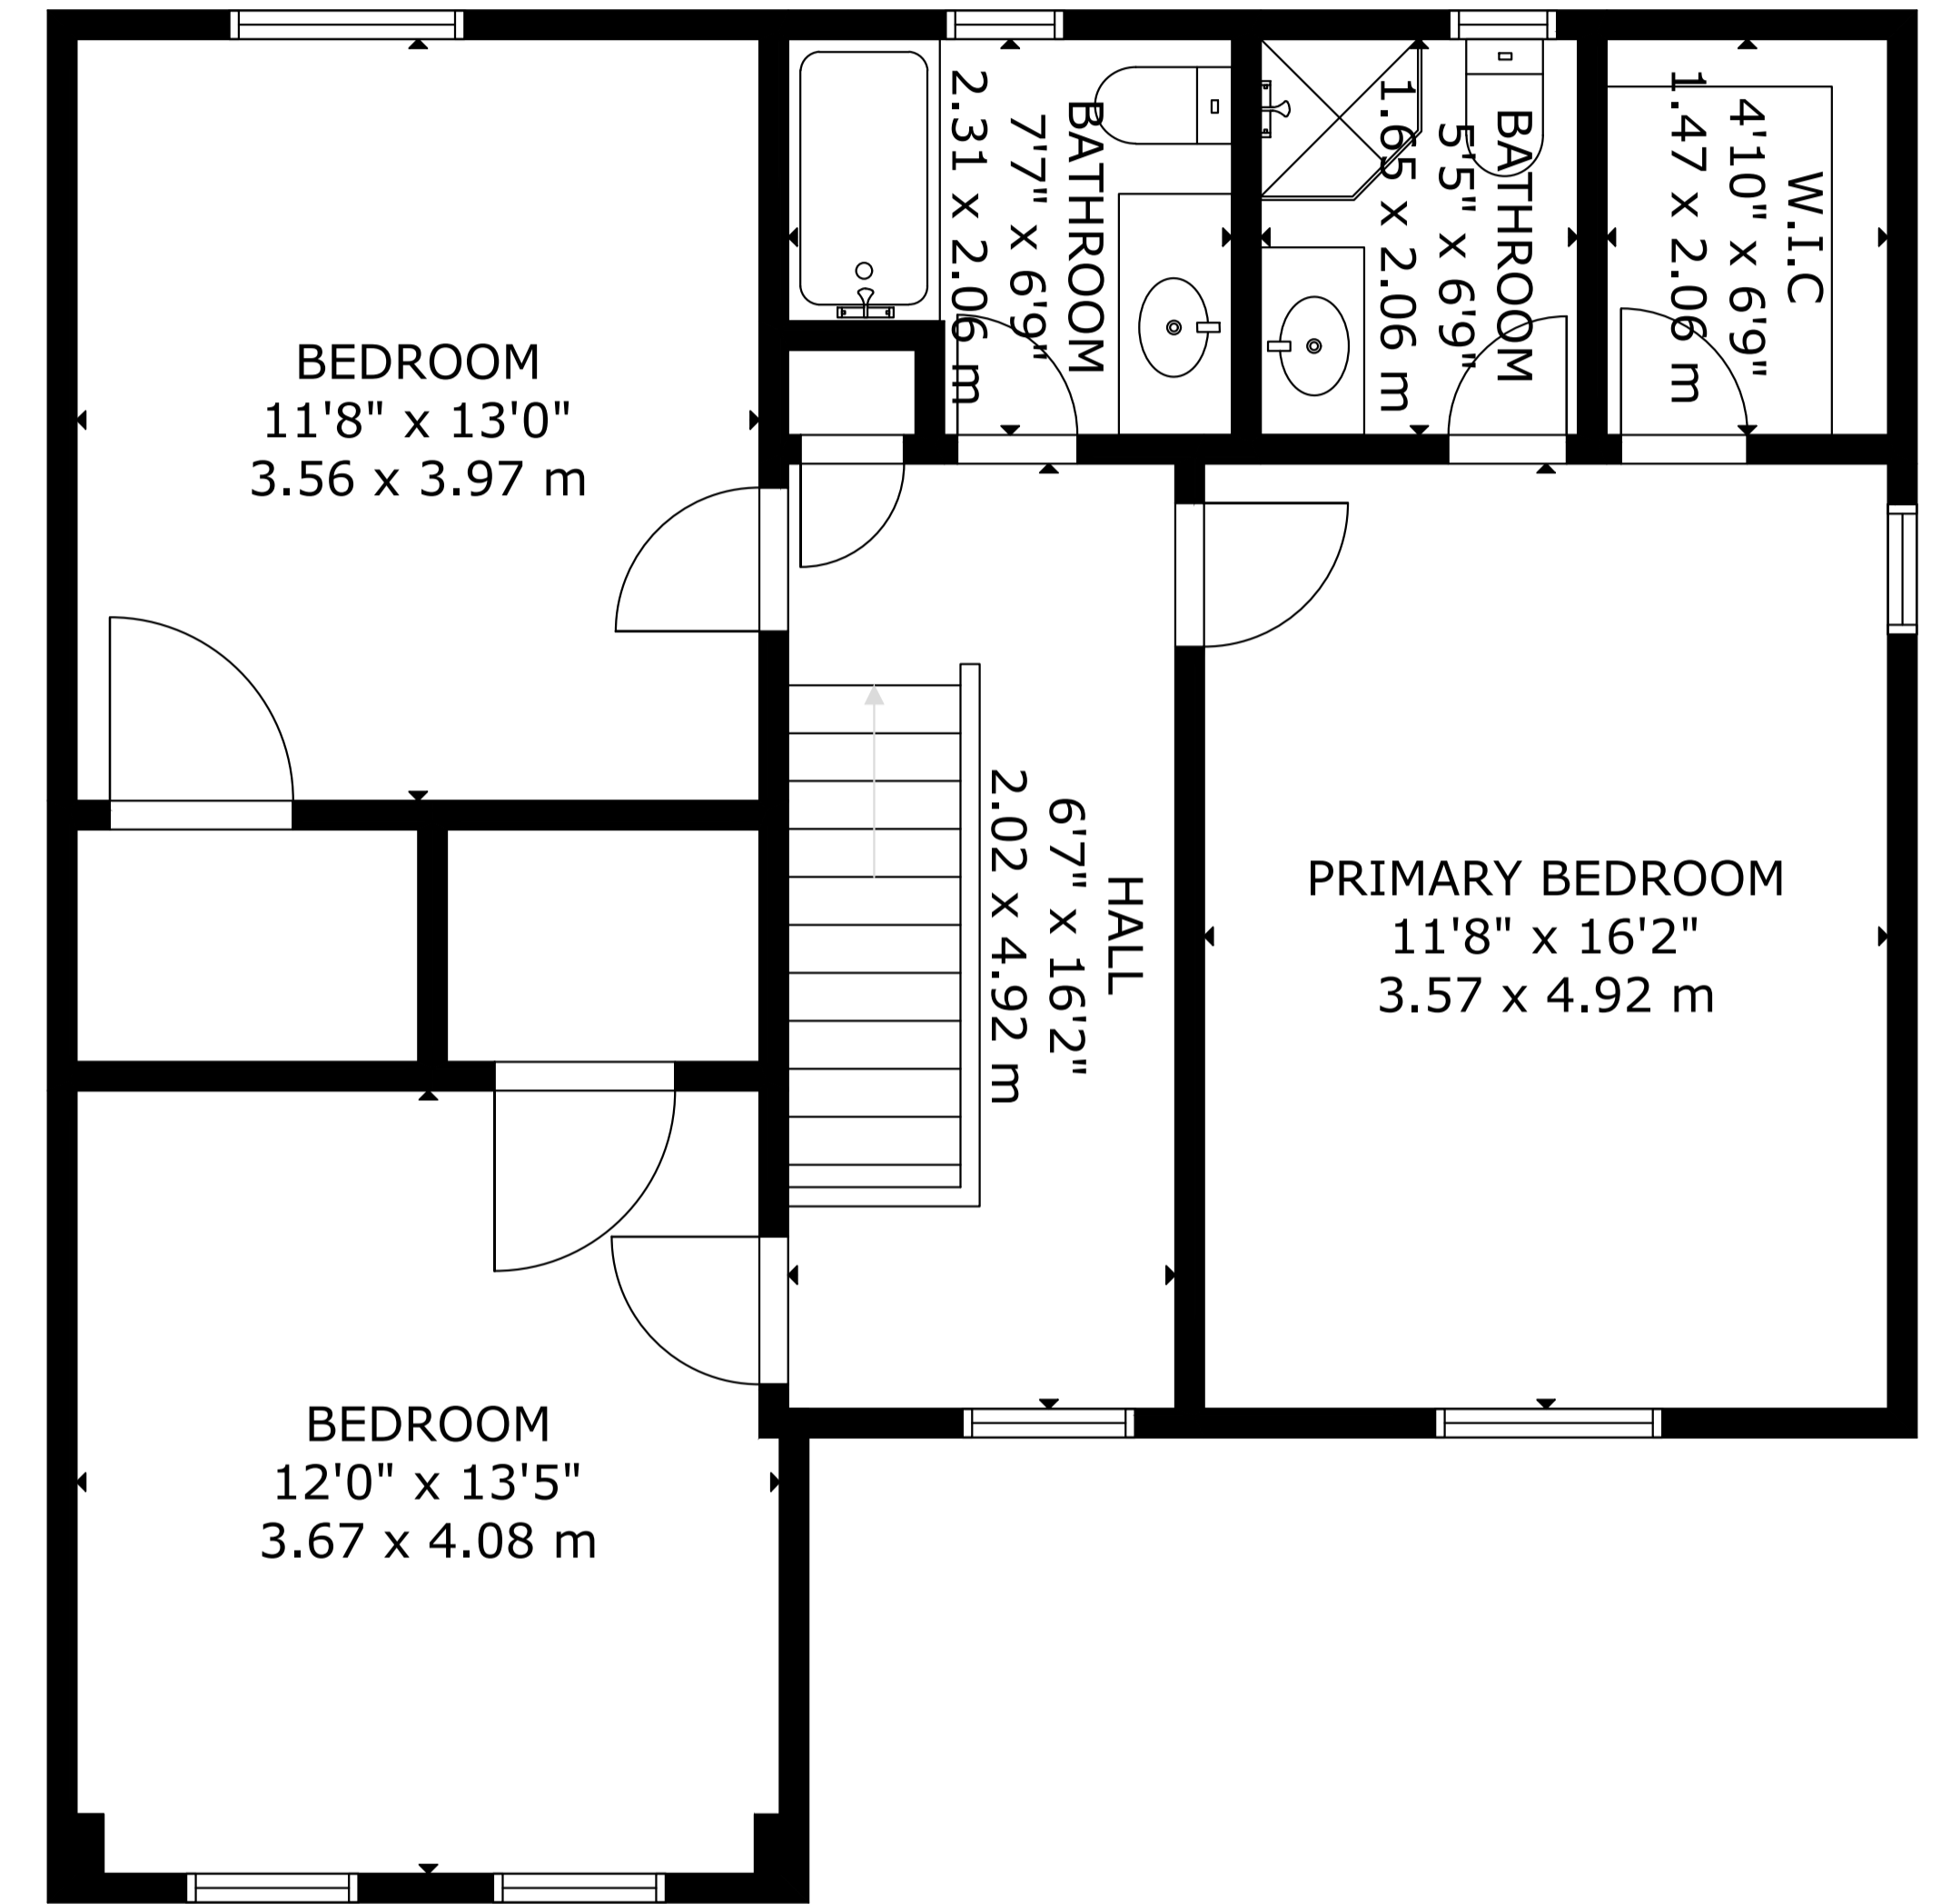 BATHROOM
7'7" x 6'9"
2.31 x 2.06 m
BATHROOM
5'5" x 6'9"
1.65 x 2.06 m
W.I.C
4'10" x 6'9"
1.47 x 2.06 m
BEDROOM
11'8" x 13'0"
3.56 x 3.97 m
HALL
6'7" x 16'2"
2.02 x 4.92 m
PRIMARY BEDROOM
11'8" x 16'2"
3.57 x 4.92 m
BEDROOM
12'0" x 13'5"
3.67 x 4.08 m